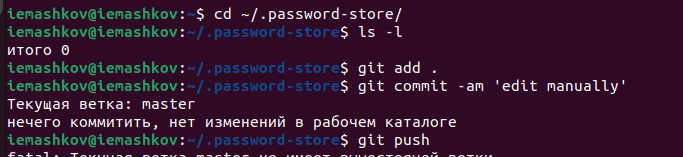 iemashkov@iemashkov:~$ cd ~/.password-store/
iemashkov@iemashkov:~/.password-store$ ls -l
итого 0
iemashkov@iemashkov:~/.password-store$ git add .
iemashkov@iemashkov:~/.password-store$ git commit -am 'edit manually'
Текущая ветка: master
нечего коммитить, нет изменений в рабочем каталоге
iemashkov@iemashkov:~/.password-store$ git push
fatal: Текущая ветка master не имеет вышестоящей ветки